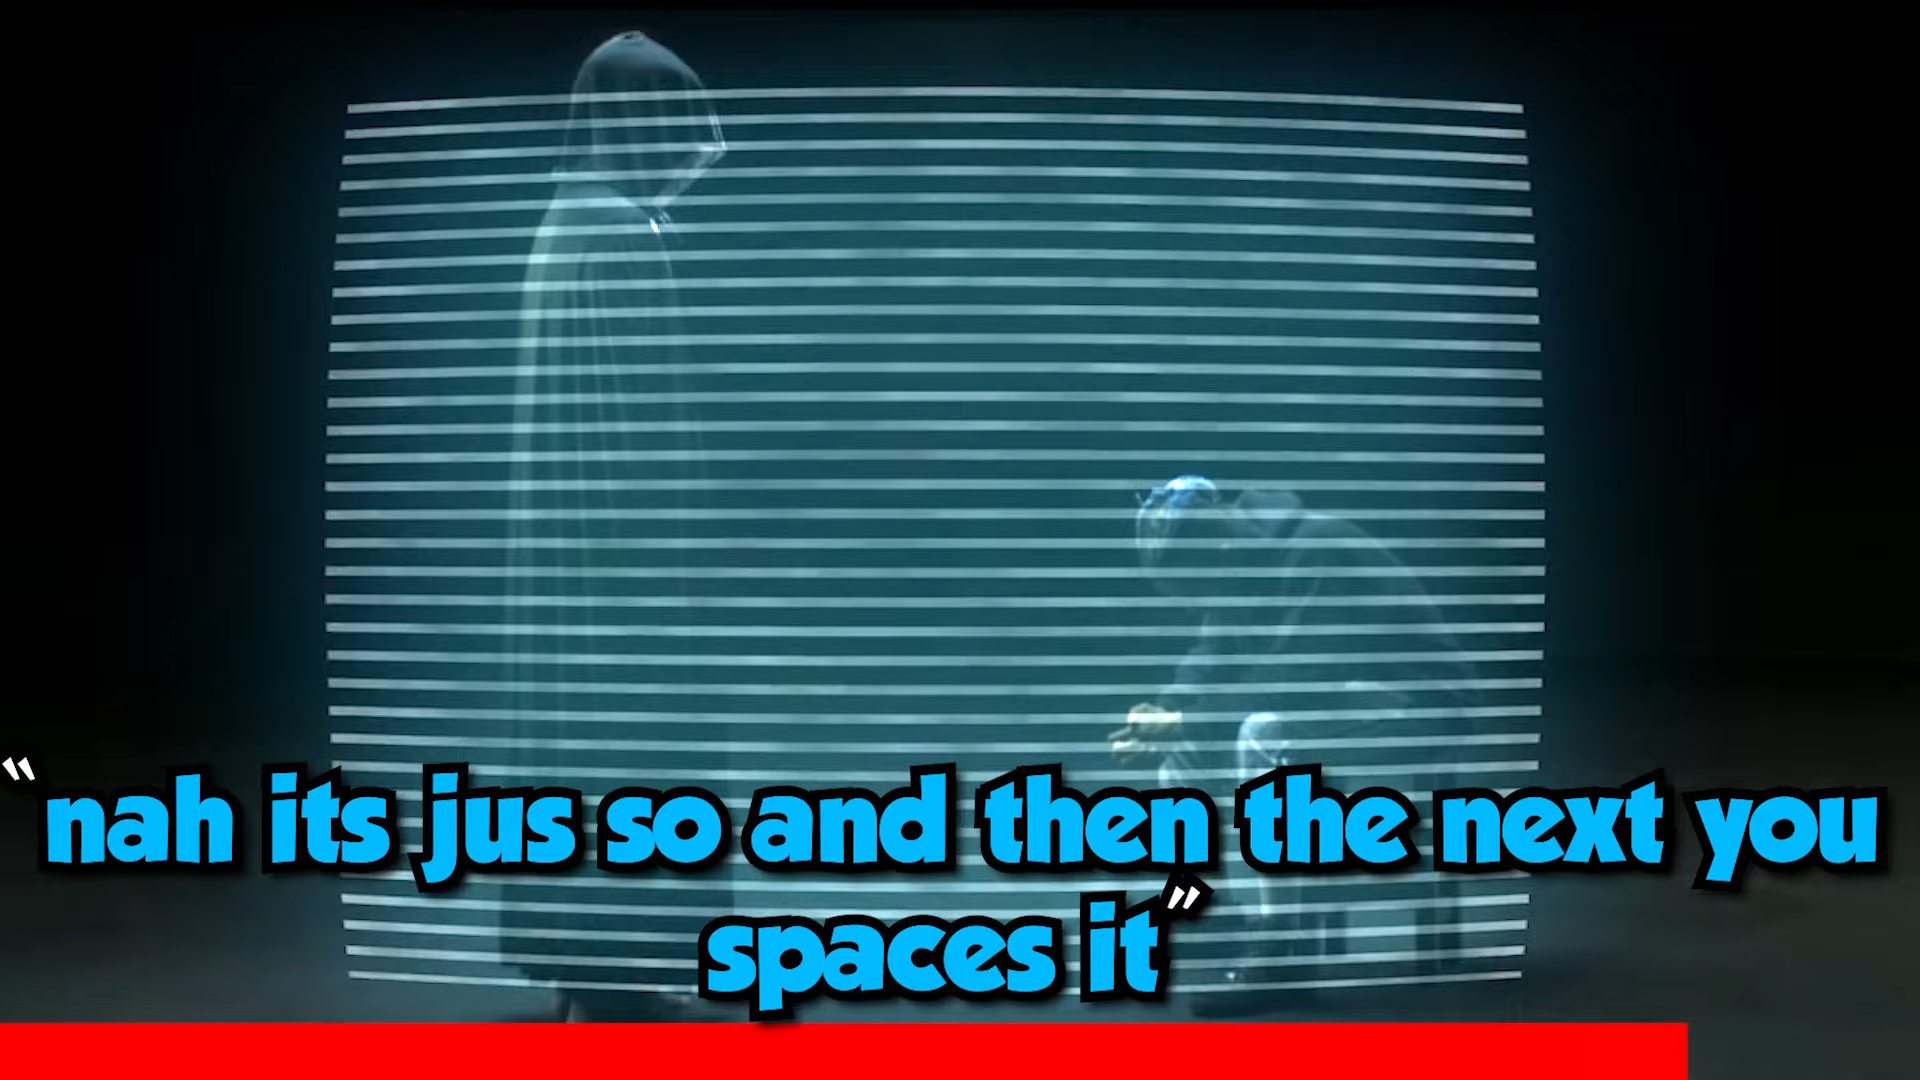 “nah its jus so and then the next you
spaces it”